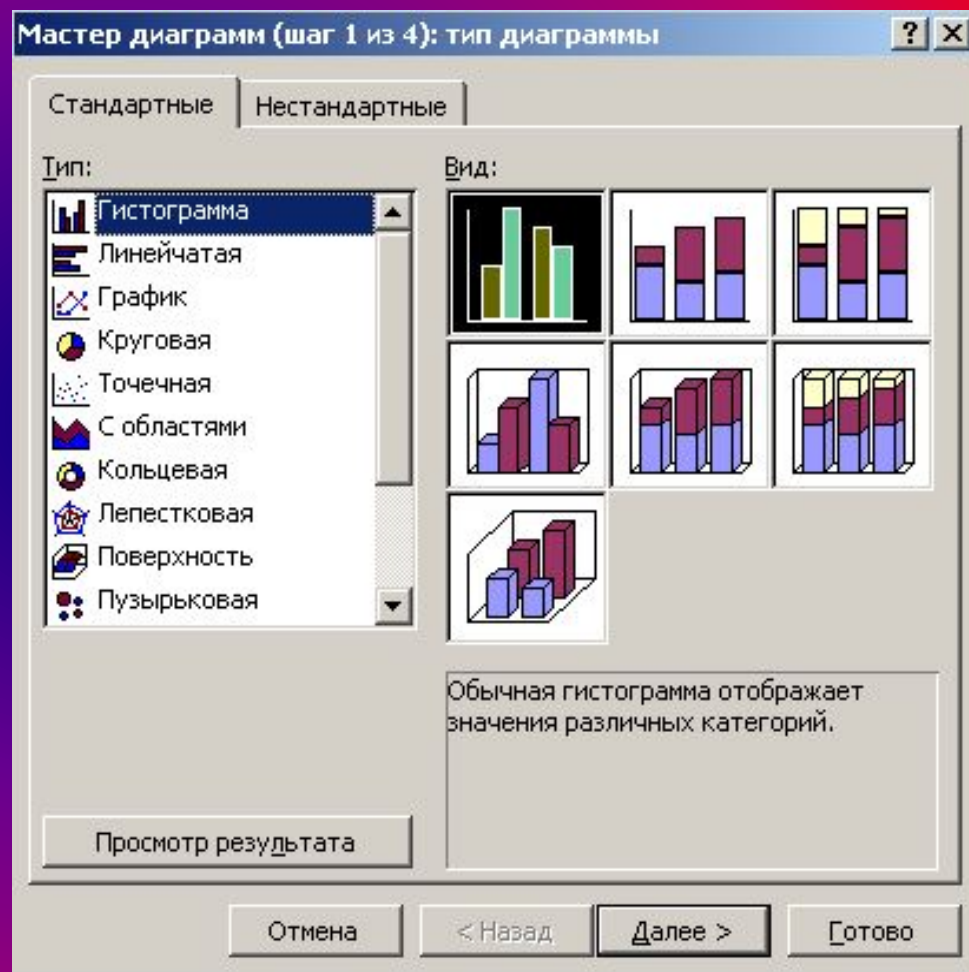 Мастер диаграмм (шаг 1 из 4): тип диаграммы
Стандартные
Нестандартные
Тип:
Гистограмма
Линейчатая
График
Круговая
Точечная
С областями
Кольцевая
Лепестковая
Поверхность
Пузырьковая
Вид:
Обычная гистограмма отображает
значения различных категорий.
Просмотр результата
Отмена
< Назад
Далее >
Готово